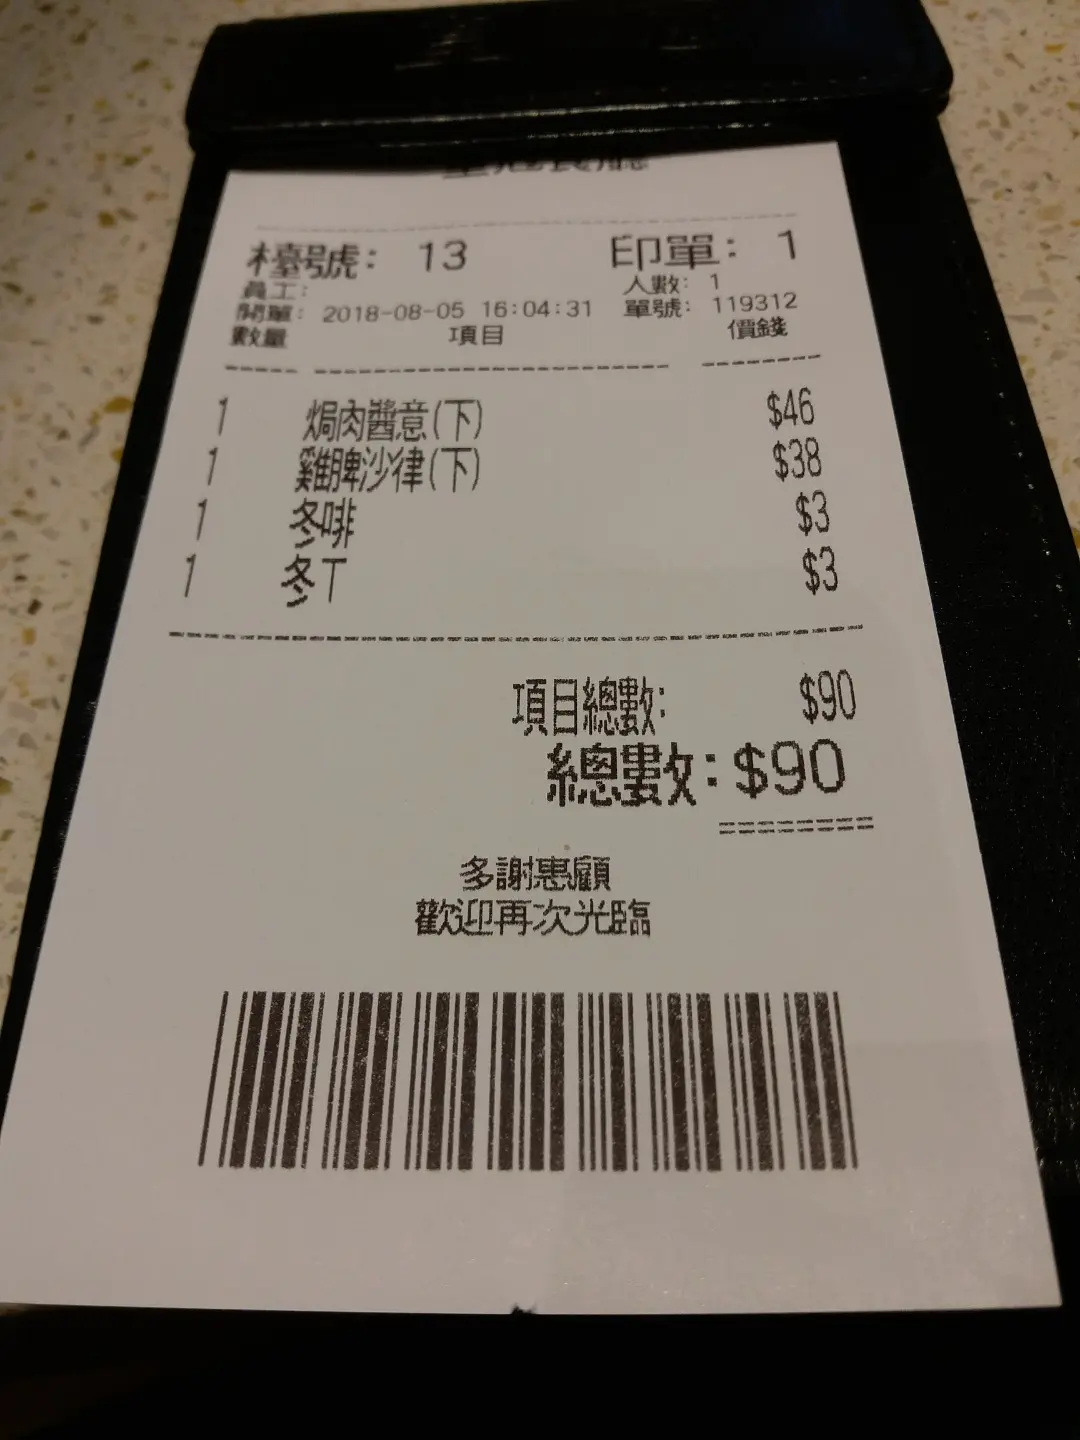 檯號: 13 印單: 1
員工: 人數: 1
開單: 2018-08-05 16:04:31 單號: 119312
數量 項目 價錢
1 焗肉醬意(下) $46
1 雞脾沙律(下) $38
1 冬啡 $3
1 冬T $3
項目總數: $90
總數: $90
多謝惠顧
歡迎再次光臨